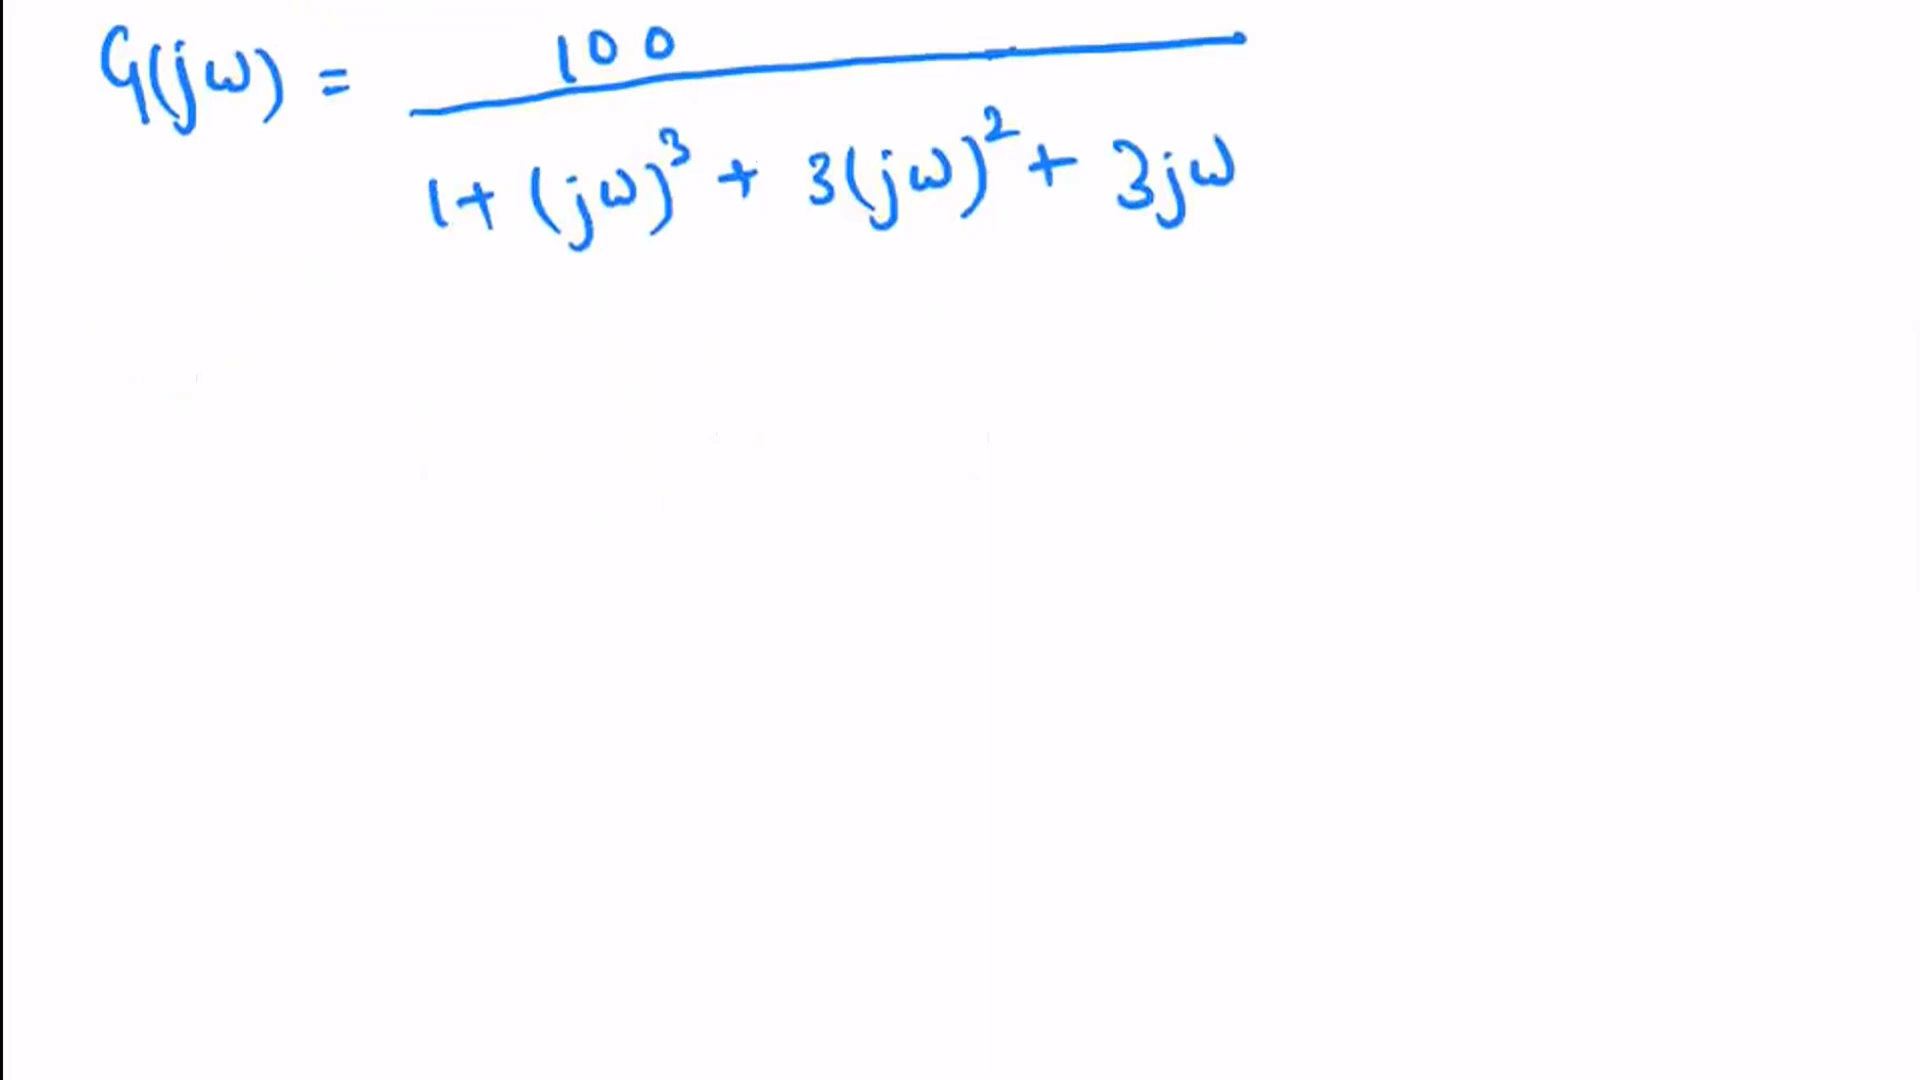 G(jω) = 100
1 + (jω)³ + 3(jω)² + 3jω